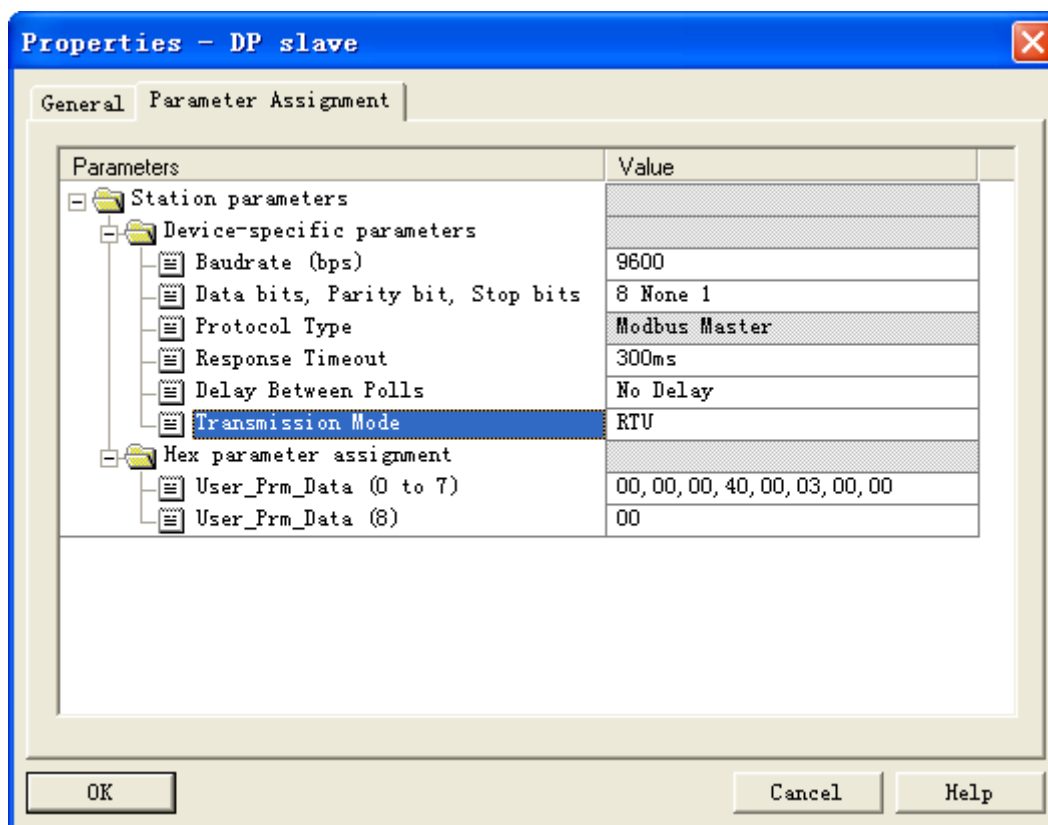 Properties - DP slave
General Parameter Assignment
Parameters Value
Station parameters
Device-specific parameters
Baudrate (bps) 9600
Data bits, Parity bit, Stop bits 8 None 1
Protocol Type Modbus Master
Response Timeout 300ms
Delay Between Polls No Delay
Transmission Mode RTU
Hex parameter assignment
User_Prm_Data (0 to 7) 00, 00, 00, 40, 00, 03, 00, 00
User_Prm_Data (8) 00
OK Cancel Help